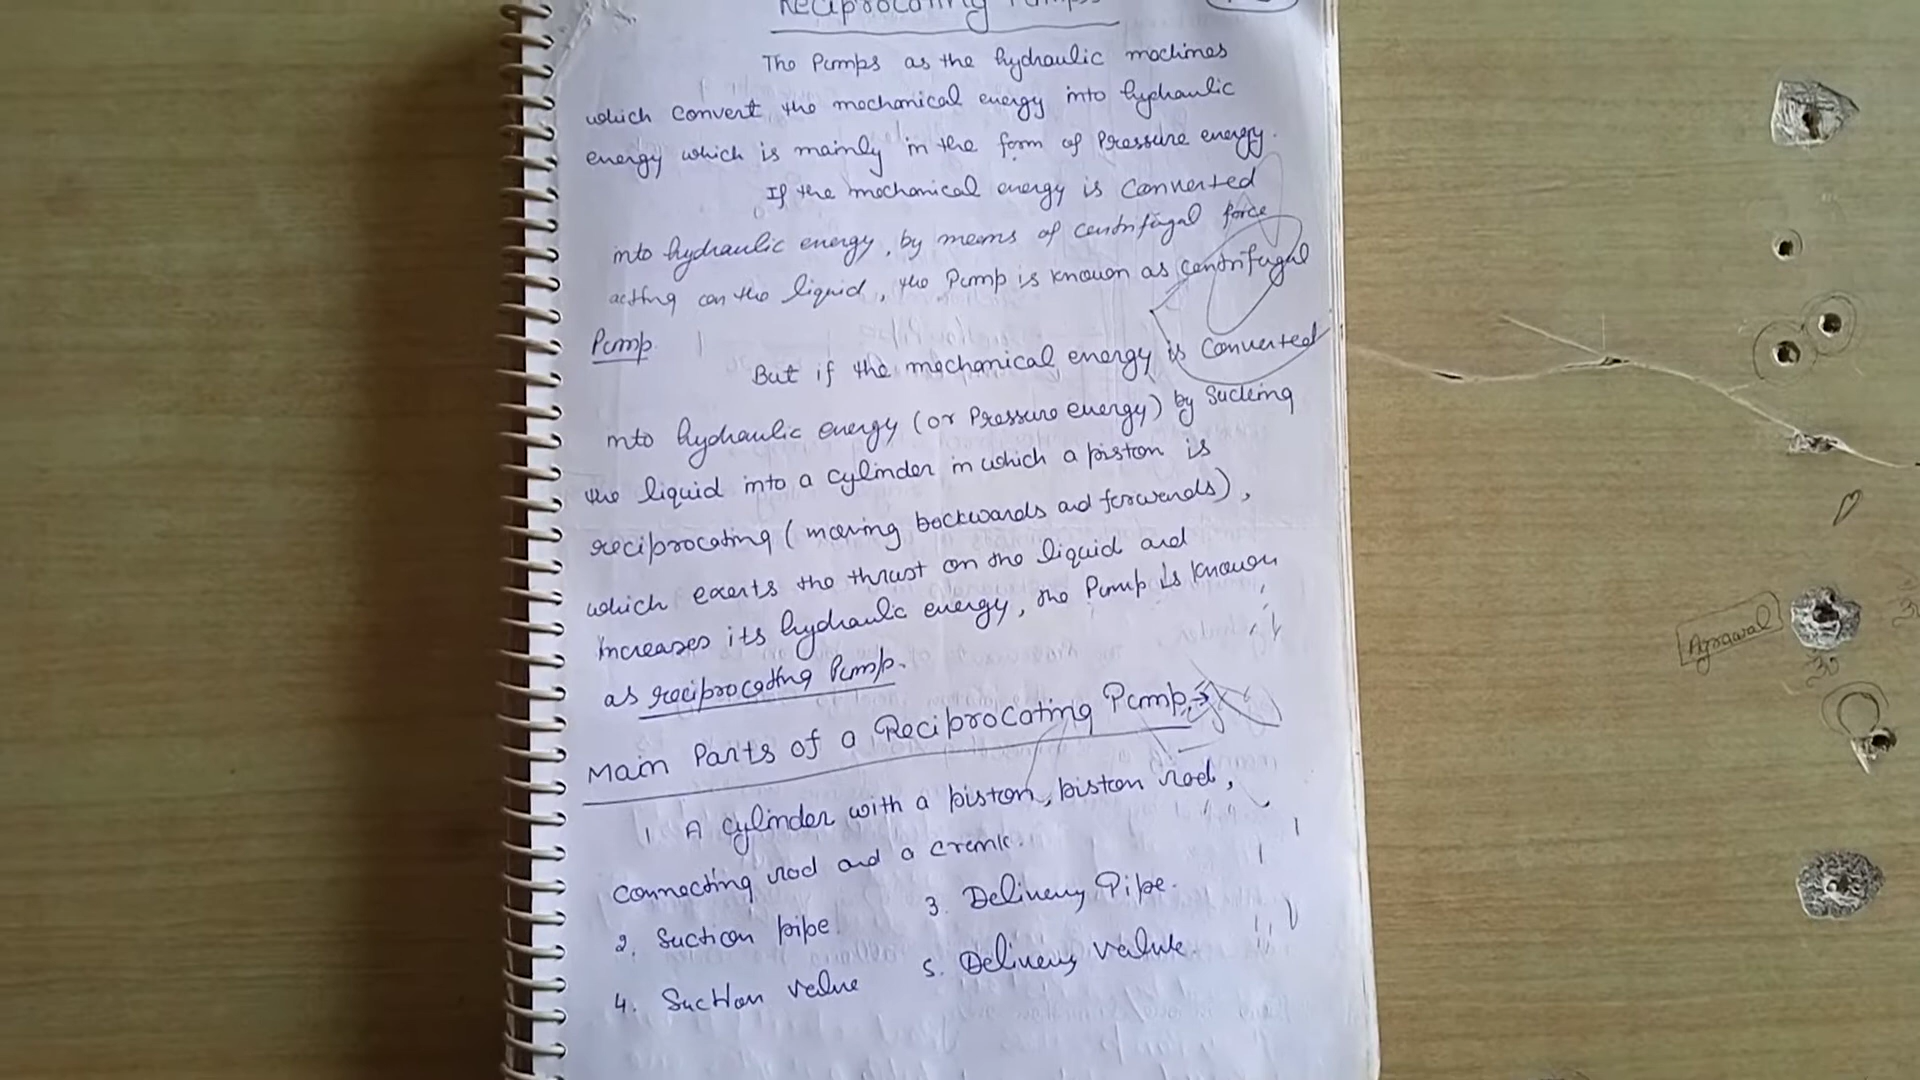 Reciprocating Pumps
The Pumps as the hydraulic machines
which convert the mechanical energy into hydraulic
energy which is mainly in the form of Pressure energy.
If the mechanical energy is converted
into hydraulic energy, by means of centrifugal force
acting on the liquid, the Pump is known as centrifugal
Pump.
But if the mechanical energy is converted
into hydraulic energy (or Pressure energy) by sucking
the liquid into a cylinder in which a piston is
reciprocating (moving backwards and forwards),
which exerts the thrust on the liquid and
increases its hydraulic energy, the Pump is known
as reciprocating Pump.
Main Parts of a Reciprocating Pump:
1 A cylinder with a piston, piston rod,
connecting rod and a crank.
2. Suction pipe. 3. Delivery Pipe.
4. Suction valve 5. Delivery valve.
Agrawal
30